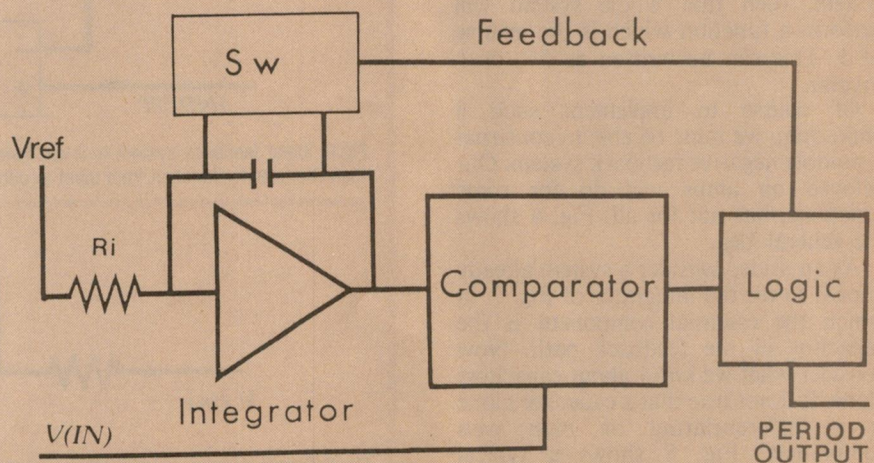 Sw
Feedback
Vref
Ri
Comparator
Logic
Integrator
V(IN)
PERIOD
OUTPUT